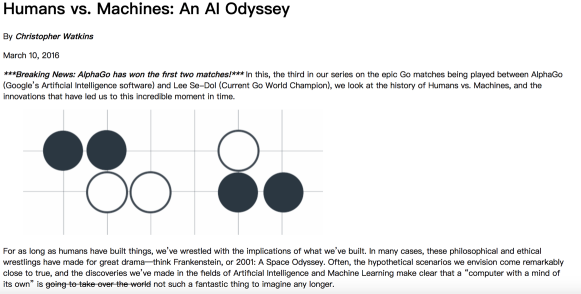 Humans vs. Machines: An AI Odyssey
By Christopher Watkins
March 10, 2016
***Breaking News: AlphaGo has won the first two matches!*** In this, the third in our series on the epic Go matches being played between AlphaGo
(Google's Artificial Intelligence software) and Lee Se-Dol (Current Go World Champion), we look at the history of Humans vs. Machines, and the
innovations that have led us to this incredible moment in time.
For as long as humans have built things, we've wrestled with the implications of what we've built. In many cases, these philosophical and ethical
wrestlings have made for great drama—think Frankenstein, or 2001: A Space Odyssey. Often, the hypothetical scenarios we envision come remarkably
close to true, and the discoveries we've made in the fields of Artificial Intelligence and Machine Learning make clear that a "computer with a mind of
its own" is going to take over the world not such a fantastic thing to imagine any longer.